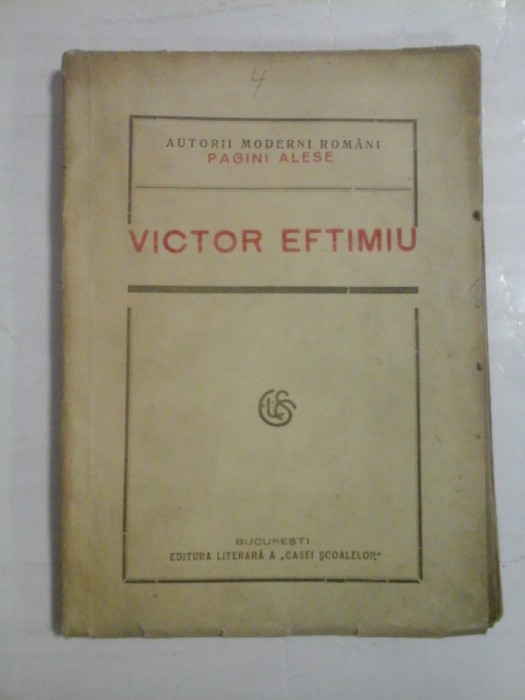 4
AUTORII MODERNI ROMÂNI
PAGINI ALESE
VICTOR EFTIMIU
BUCUREȘTI
EDITURA LITERARĂ A „CASEI ȘCOALELOR“